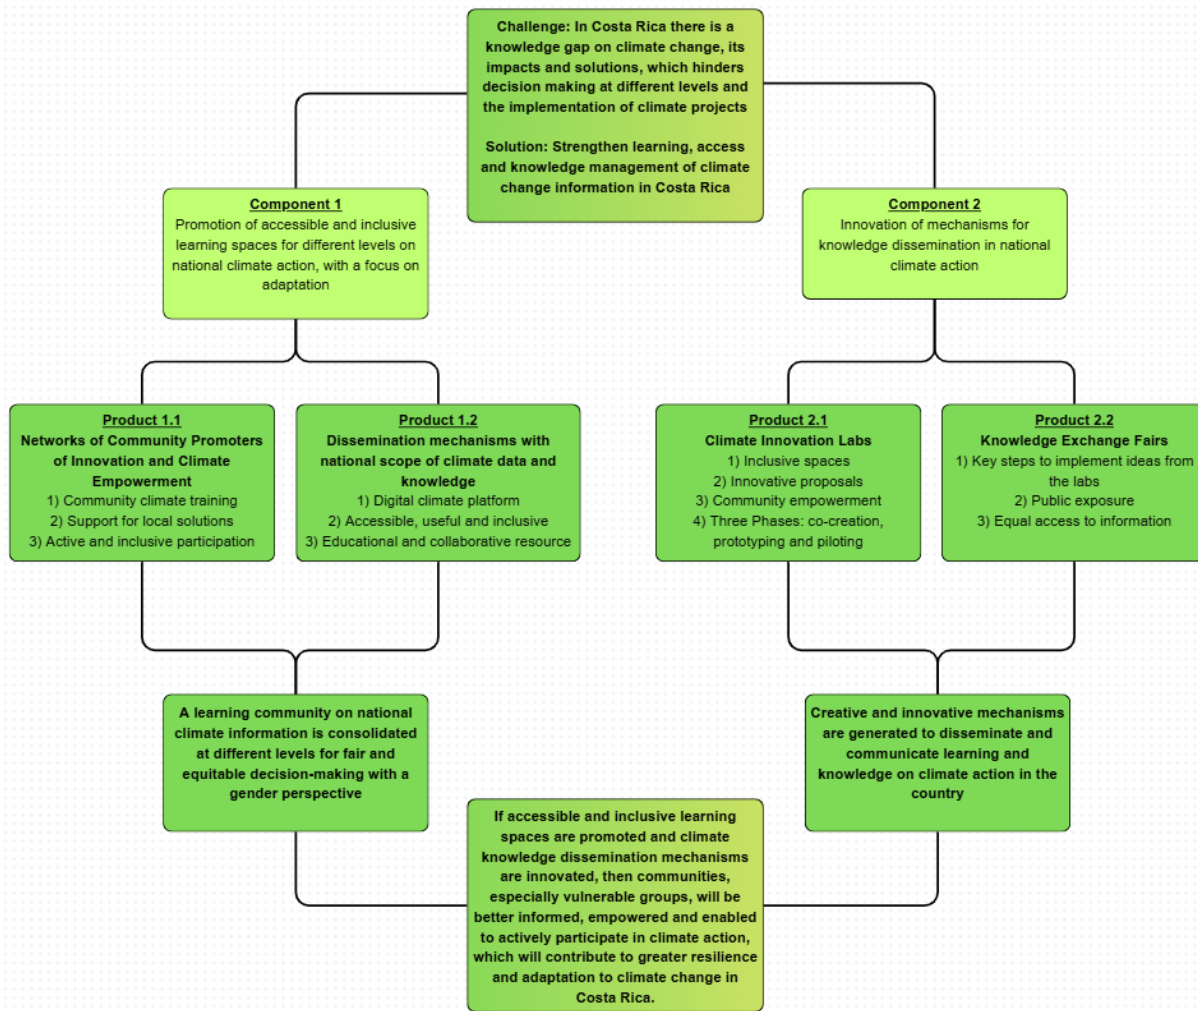 Challenge: In Costa Rica there is a
knowledge gap on climate change, its
impacts and solutions, which hinders
decision making at different levels and
the implementation of climate projects
Solution: Strengthen learning, access
and knowledge management of climate
change information in Costa Rica
Component 1
Promotion of accessible and inclusive
learning spaces for different levels on
national climate action, with a focus on
adaptation
Component 2
Innovation of mechanisms for
knowledge dissemination in national
climate action
Product 1.1
Networks of Community Promoters
of Innovation and Climate
Empowerment
1) Community climate training
2) Support for local solutions
3) Active and inclusive participation
Product 1.2
Dissemination mechanisms with
national scope of climate data and
knowledge
1) Digital climate platform
2) Accessible, useful and inclusive
3) Educational and collaborative resource
Product 2.1
Climate Innovation Labs
1) Inclusive spaces
2) Innovative proposals
3) Community empowerment
4) Three Phases: co-creation,
prototyping and piloting
Product 2.2
Knowledge Exchange Fairs
1) Key steps to implement ideas from
the labs
2) Public exposure
3) Equal access to information
A learning community on national
climate information is consolidated
at different levels for fair and
equitable decision-making with a
gender perspective
Creative and innovative mechanisms
are generated to disseminate and
communicate learning and
knowledge on climate action in the
country
If accessible and inclusive learning
spaces are promoted and climate
knowledge dissemination mechanisms
are innovated, then communities,
especially vulnerable groups, will be
better informed, empowered and enabled
to actively participate in climate action,
which will contribute to greater resilience
and adaptation to climate change in
Costa Rica.